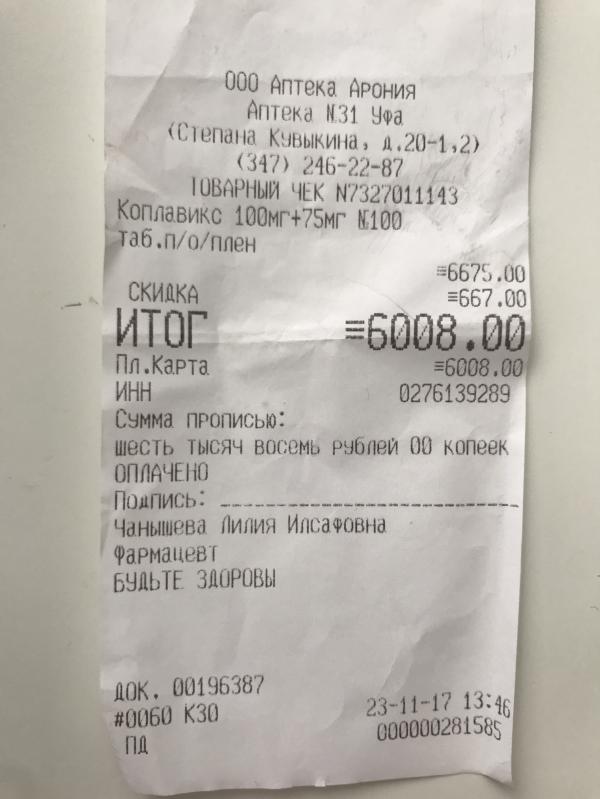 ООО Аптека Арония
Аптека №31 Уфа
(Степана Кувыкина, д.20-1,2)
(347) 246-22-87
ТОВАРНЫЙ ЧЕК N7327011143
Коплавикс 100мг+75мг №100
таб.п/о/плен
≡6675.00
СКИДКА ≡667.00
ИТОГ ≡6008.00
Пл.Карта ≡6008.00
ИНН 0276139289
Сумма прописью:
шесть тысяч восемь рублей 00 копеек
ОПЛАЧЕНО
Подпись: ____________________
Чанышева Лилия Илсафовна
фармацевт
БУДЬТЕ ЗДОРОВЫ
ДОК. 00196387
#0060 К30 23-11-17 13:46
ПД 000000281585